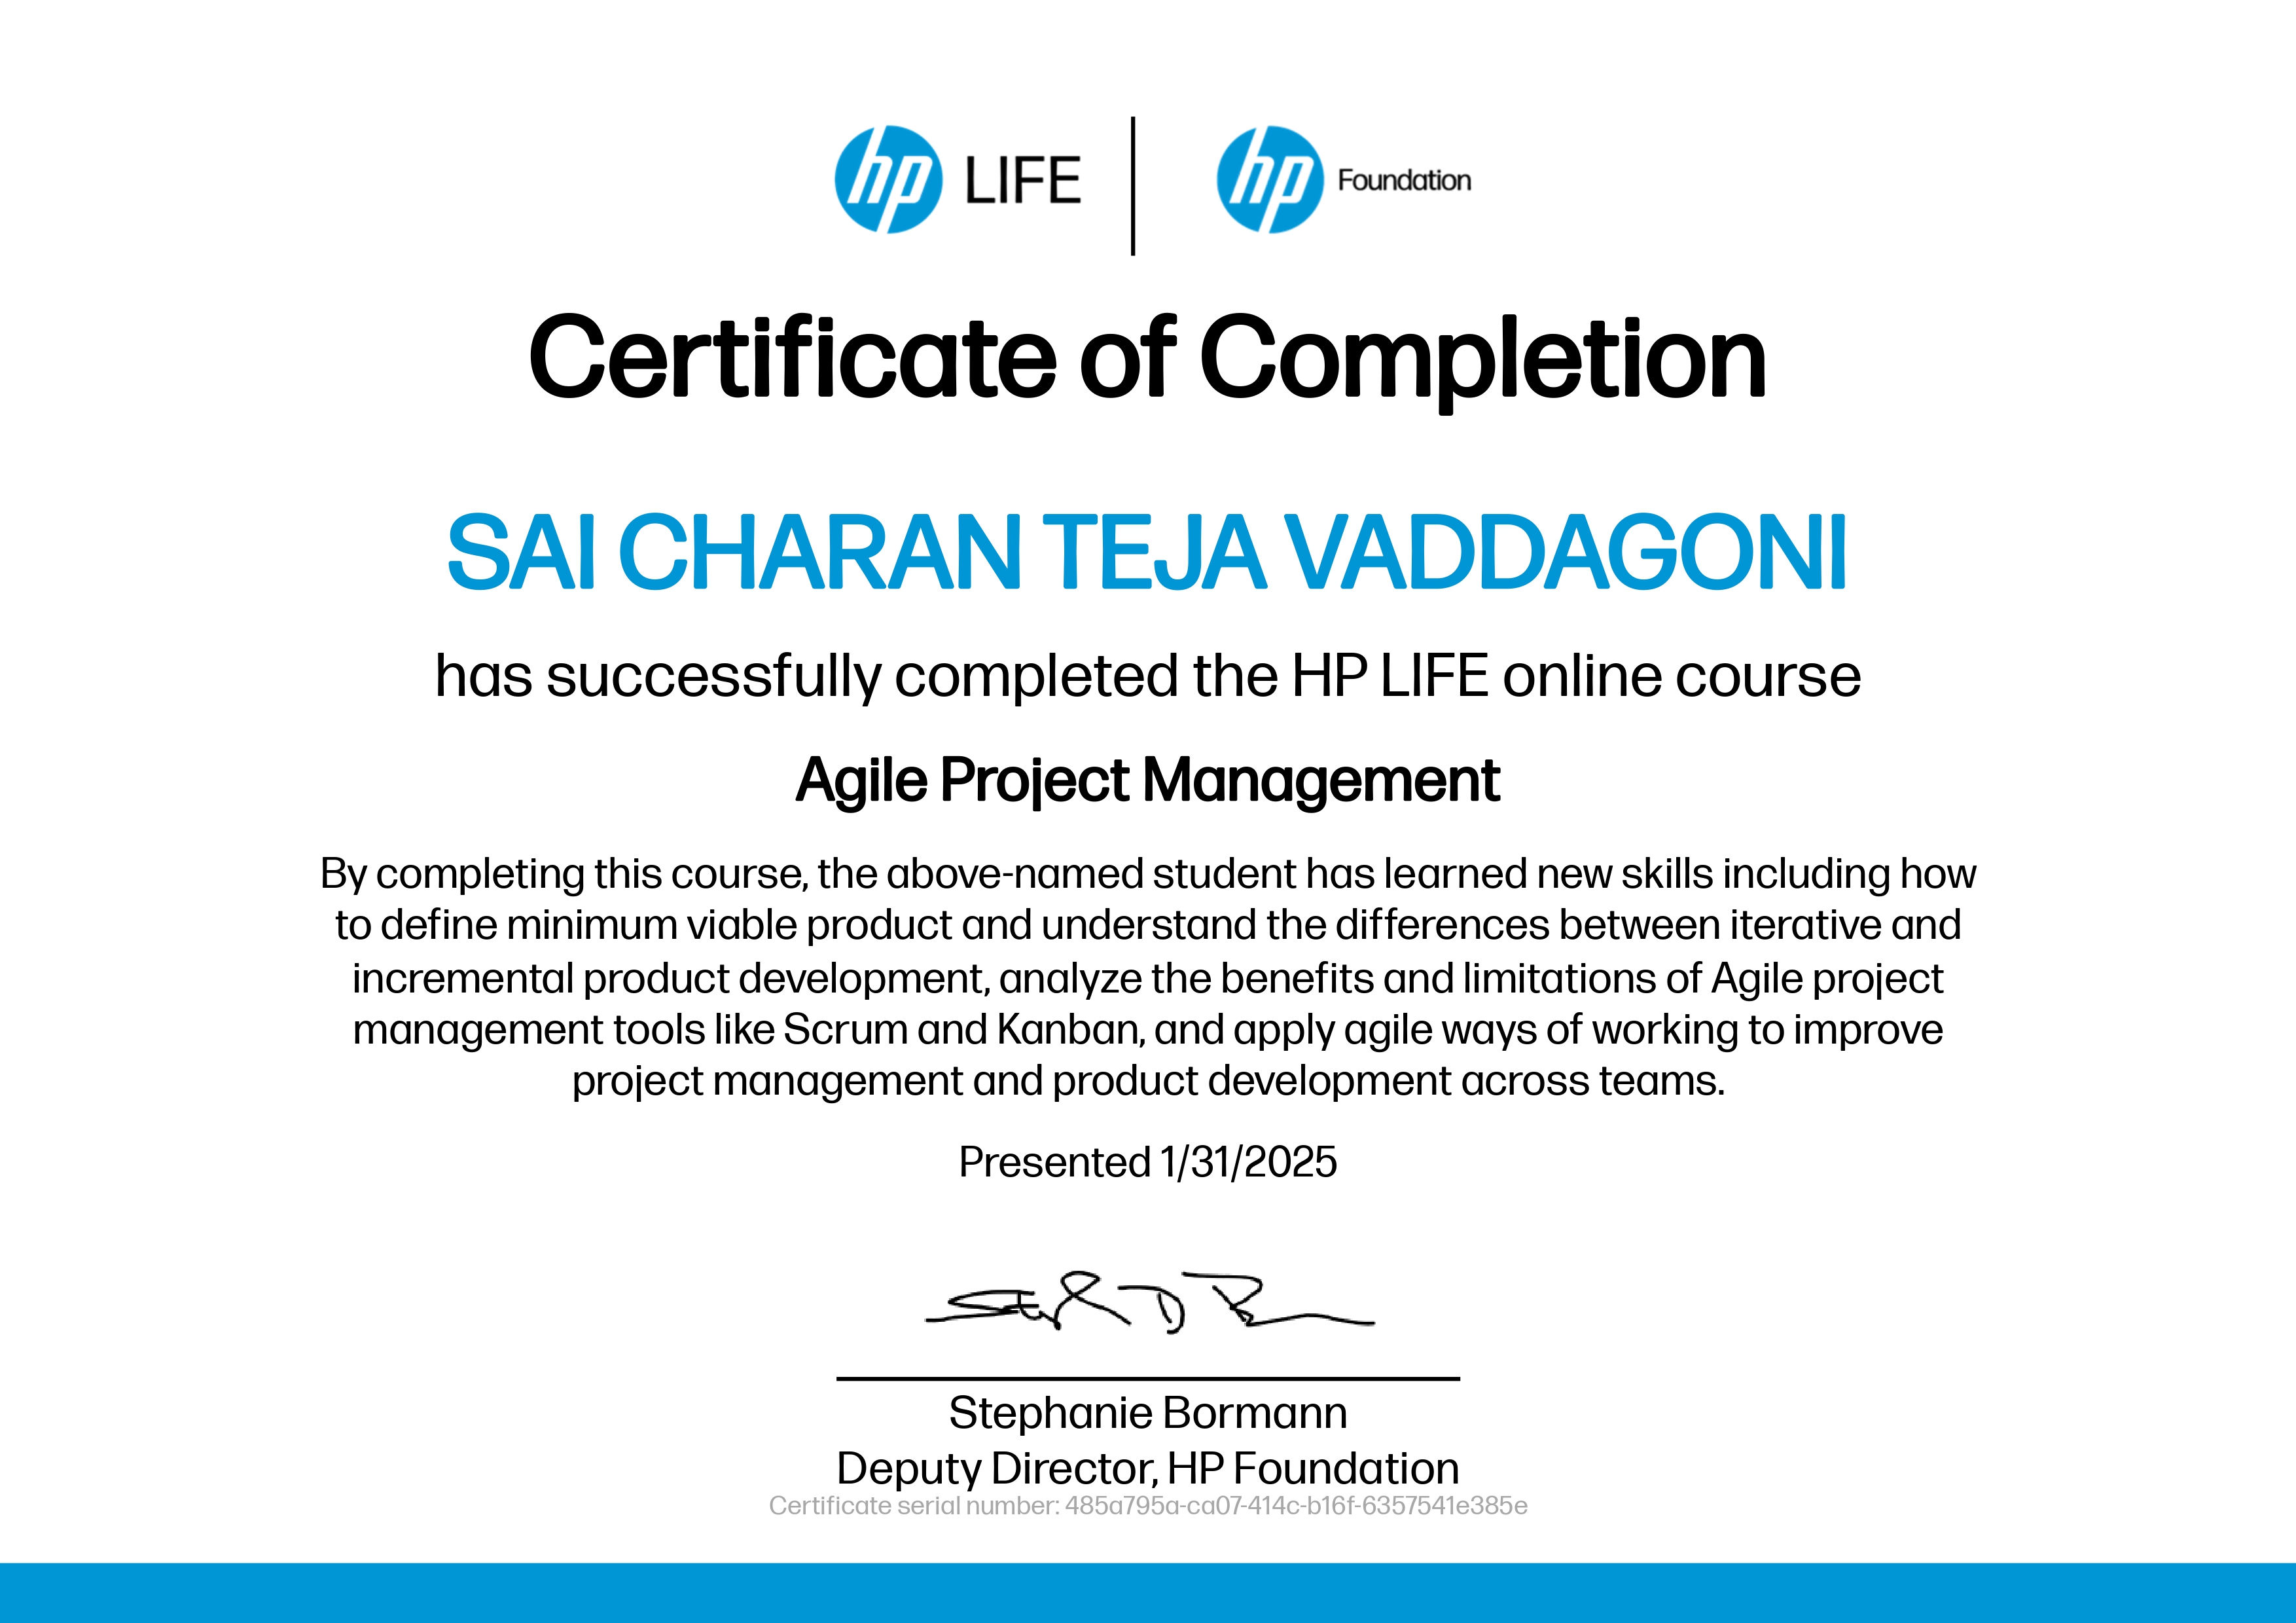 hp LIFE | hp Foundation
Certificate of Completion
SAI CHARAN TEJA VADDAGONI
has successfully completed the HP LIFE online course
Agile Project Management
By completing this course, the above-named student has learned new skills including how
to define minimum viable product and understand the differences between iterative and
incremental product development, analyze the benefits and limitations of Agile project
management tools like Scrum and Kanban, and apply agile ways of working to improve
project management and product development across teams.
Presented 1/31/2025
Stephanie Bormann
Deputy Director, HP Foundation
Certificate serial number: 485a795a-ca07-414c-b16f-6357541e385e